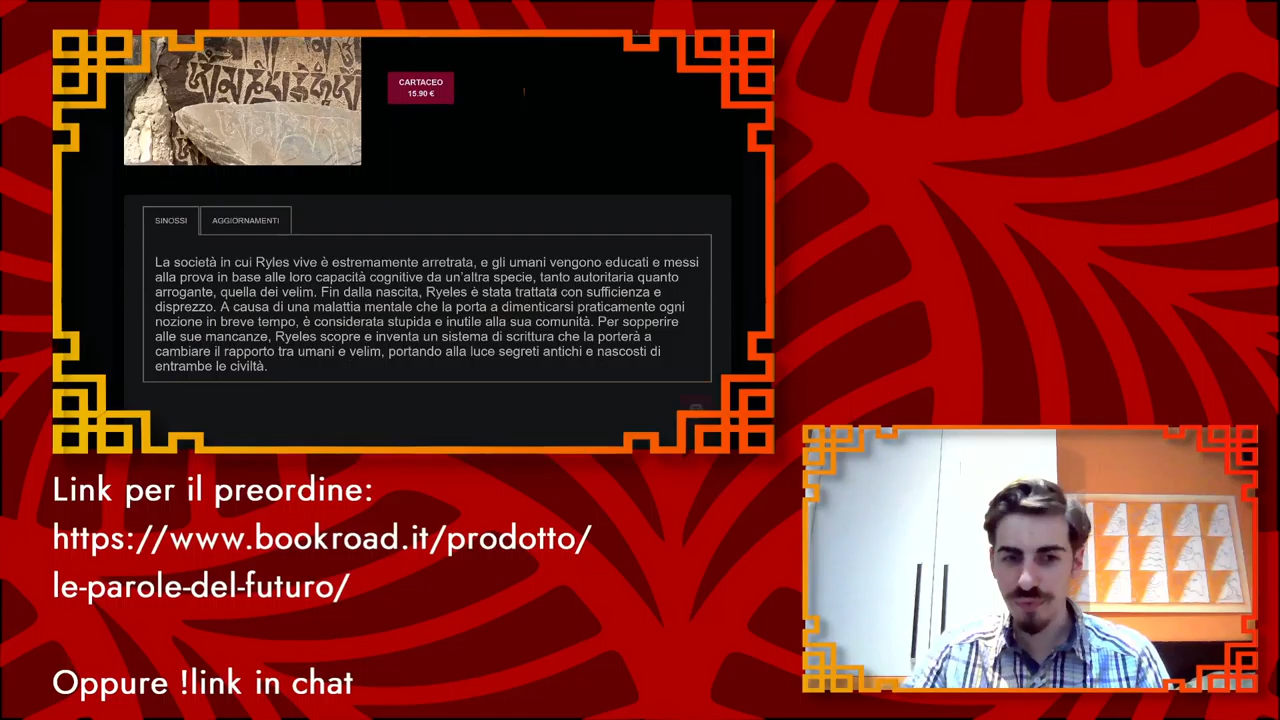 CARTACEO
15.90 €
SINOSSI
AGGIORNAMENTI
La società in cui Ryles vive è estremamente arretrata, e gli umani vengono educati e messi
alla prova in base alle loro capacità cognitive da un'altra specie, tanto autoritaria quanto
arrogante, quella dei velim. Fin dalla nascita, Ryeles è stata trattata con sufficienza e
disprezzo. A causa di una malattia mentale che la porta a dimenticarsi praticamente ogni
nozione in breve tempo, è considerata stupida e inutile alla sua comunità. Per sopperire
alle sue mancanze, Ryeles scopre e inventa un sistema di scrittura che la porterà a
cambiare il rapporto tra umani e velim, portando alla luce segreti antichi e nascosti di
entrambe le civiltà.
Link per il preordine:
https://www.bookroad.it/prodotto/
le-parole-del-futuro/
Oppure !link in chat